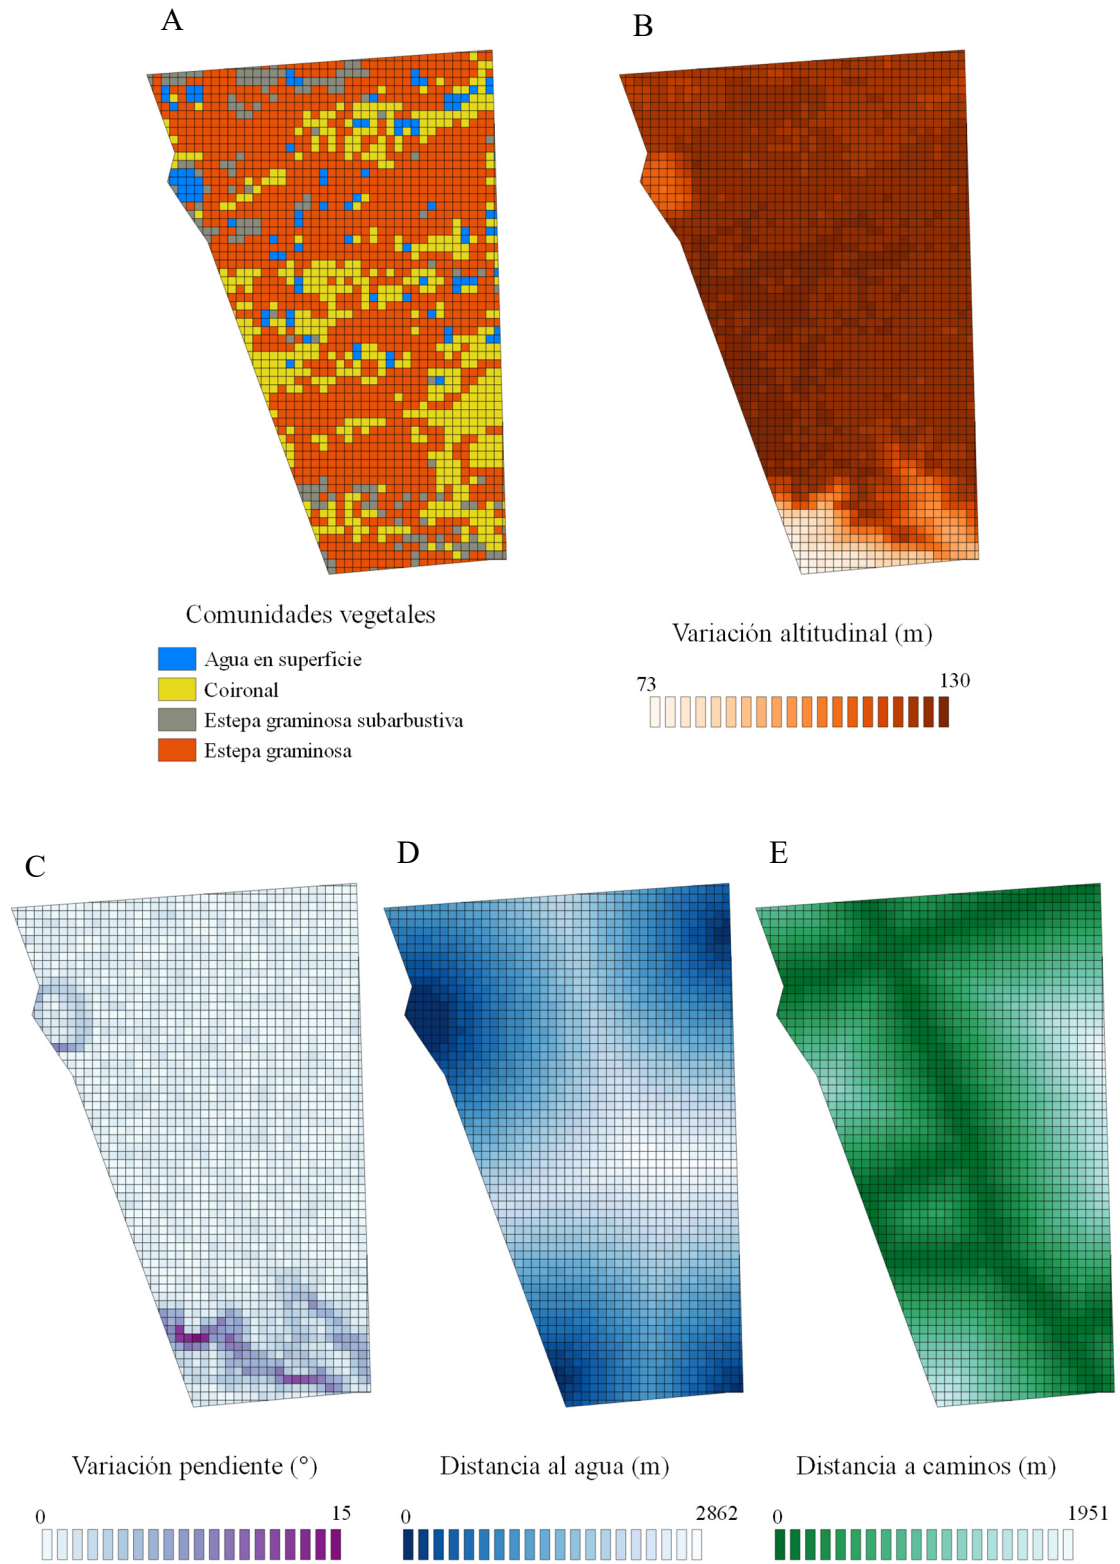 A
B
Comunidades vegetales
Agua en superficie
Coironal
Estepa graminosa subarbustiva
Estepa graminosa
Variación altitudinal (m)
73
130
C
D
E
Variación pendiente (°)
0
15
Distancia al agua (m)
0
2862
Distancia a caminos (m)
0
1951